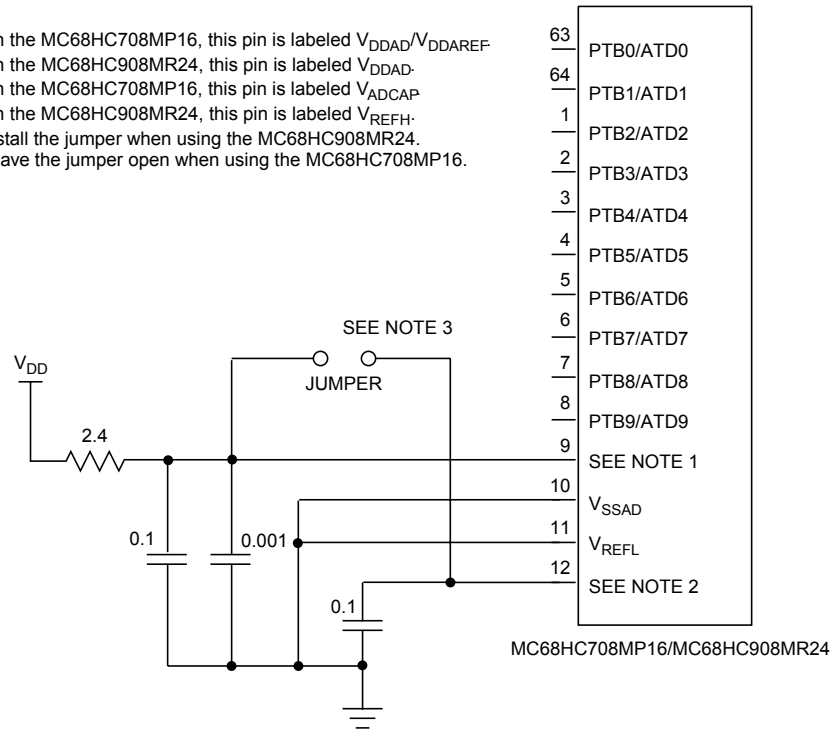 n the MC68HC708MP16, this pin is labeled VDDAD/VDDAREF.
n the MC68HC908MR24, this pin is labeled VDDAD.
n the MC68HC708MP16, this pin is labeled VADCAP.
n the MC68HC908MR24, this pin is labeled VREFH.
stall the jumper when using the MC68HC908MR24.
ave the jumper open when using the MC68HC708MP16.
63
PTB0/ATD0
64
PTB1/ATD1
1
PTB2/ATD2
2
PTB3/ATD3
3
PTB4/ATD4
4
PTB5/ATD5
5
PTB6/ATD6
6
PTB7/ATD7
7
PTB8/ATD8
8
PTB9/ATD9
9
SEE NOTE 1
10
VSSAD
11
VREFL
12
SEE NOTE 2
SEE NOTE 3
JUMPER
VDD
2.4
0.1
0.001
0.1
MC68HC708MP16/MC68HC908MR24